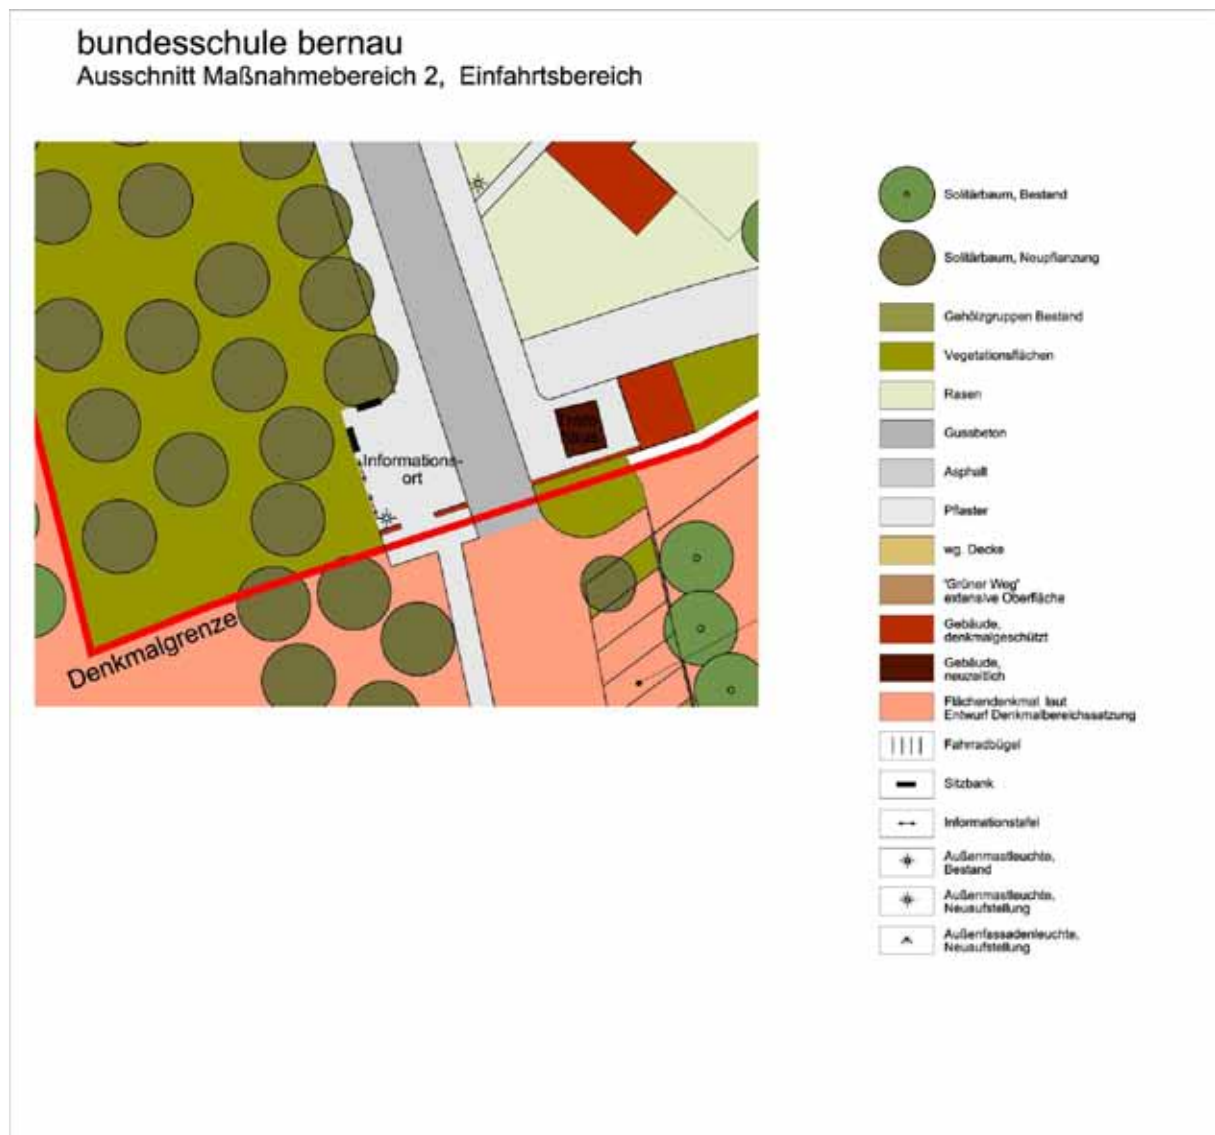 bundesschule bernau
Ausschnitt Maßnahmebereich 2, Einfahrtsbereich
Informations-
ort
Denkmalgrenze
Solitärbaum, Bestand
Solitärbaum, Neupflanzung
Gehölzgruppen Bestand
Vegetationsflächen
Rasen
Gussbeton
Asphalt
Pflaster
wg. Decke
'Grüner Weg'
extensive Oberfläche
Gebäude,
denkmalgeschützt
Gebäude,
neuzeitlich
Flächendenkmal laut
Entwurf Denkmalbereichssatzung
Fahrradbügel
Sitzbank
Informationstafel
Außenmastleuchte,
Bestand
Außenmastleuchte,
Neuaufstellung
Außenfassadenleuchte,
Neuaufstellung